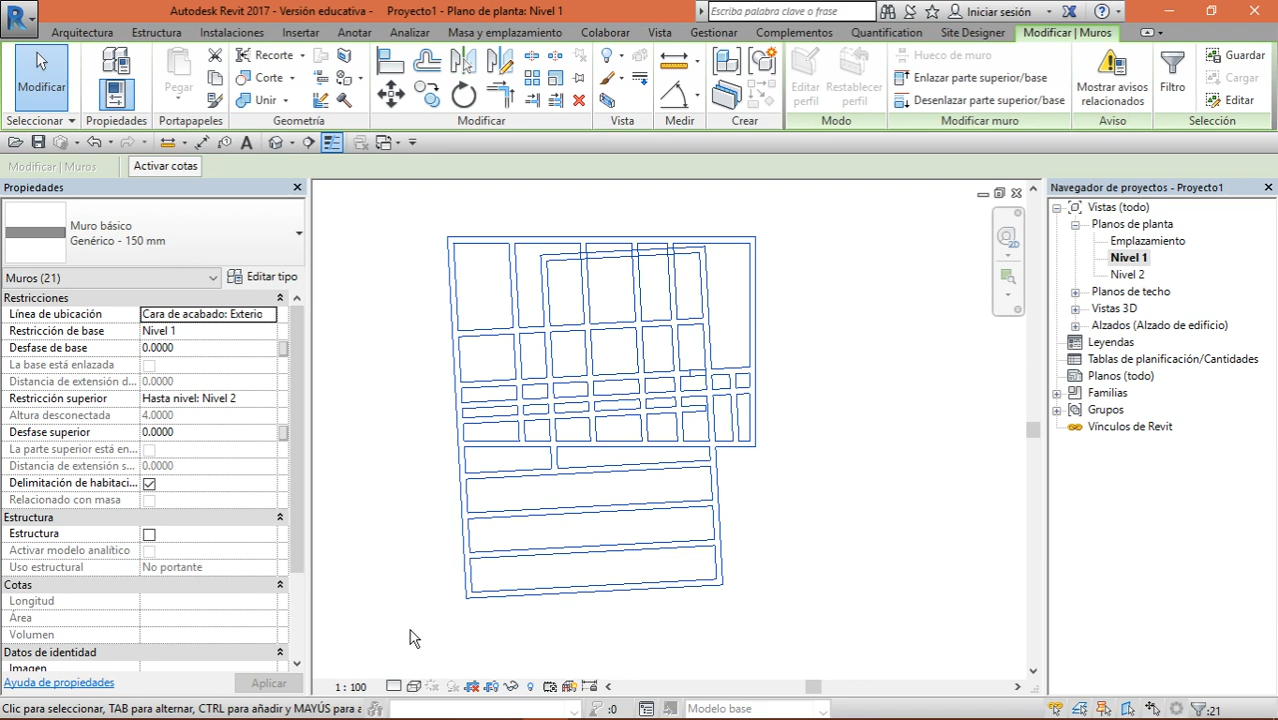 Autodesk Revit 2017 - Versión educativa - Proyecto1 - Plano de planta: Nivel 1
Escriba palabra clave o frase
Iniciar sesión
Arquitectura Estructura Instalaciones Insertar Anotar Analizar Masa y emplazamiento Colaborar Vista Gestionar Complementos Quantification Site Designer Modificar | Muros
Modificar
Pegar
Recorte
Corte
Unir
Editar perfil
Restablecer perfil
Hueco de muro
Enlazar parte superior/base
Desenlazar parte superior/base
Mostrar avisos relacionados
Filtro
Guardar
Cargar
Editar
Seleccionar Propiedades Portapapeles Geometría Modificar Vista Medir Crear Modo Modificar muro Aviso Selección
Modificar | Muros
Activar cotas
Propiedades
Muro básico
Genérico - 150 mm
Muros (21)
Editar tipo
Restricciones
Línea de ubicación Cara de acabado: Exterio
Restricción de base Nivel 1
Desfase de base 0.0000
La base está enlazada
Distancia de extensión d...
0.0000
Restricción superior Hasta nivel: Nivel 2
Altura desconectada 4.0000
Desfase superior 0.0000
La parte superior está en...
Distancia de extensión s...
0.0000
Delimitación de habitaci...
Relacionado con masa
Estructura
Estructura
Activar modelo analítico
Uso estructural No portante
Cotas
Longitud
Área
Volumen
Datos de identidad
Imagen
Ayuda de propiedades
Aplicar
2D
1 : 100
Navegador de proyectos - Proyecto1
Vistas (todo)
Planos de planta
Emplazamiento
Nivel 1
Nivel 2
Planos de techo
Vistas 3D
Alzados (Alzado de edificio)
Leyendas
Tablas de planificación/Cantidades
Planos (todo)
Familias
Grupos
Vínculos de Revit
Clic para seleccionar, TAB para alternar, CTRL para añadir y MAYÚS para a
:0
Modelo base
:21